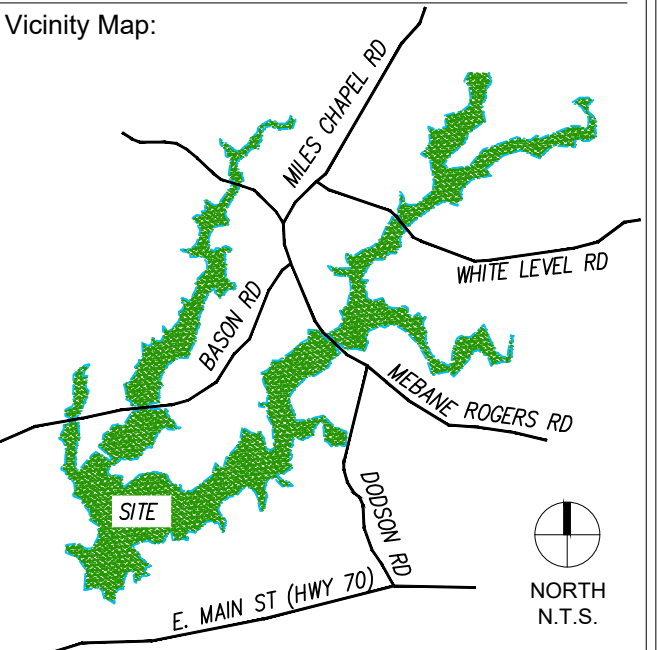 Vicinity Map:
MILES CHAPEL RD
WHITE LEVEL RD
BASON RD
MEBANE ROGERS RD
SITE
DODSON RD
E. MAIN ST (HWY 70)
NORTH
N.T.S.